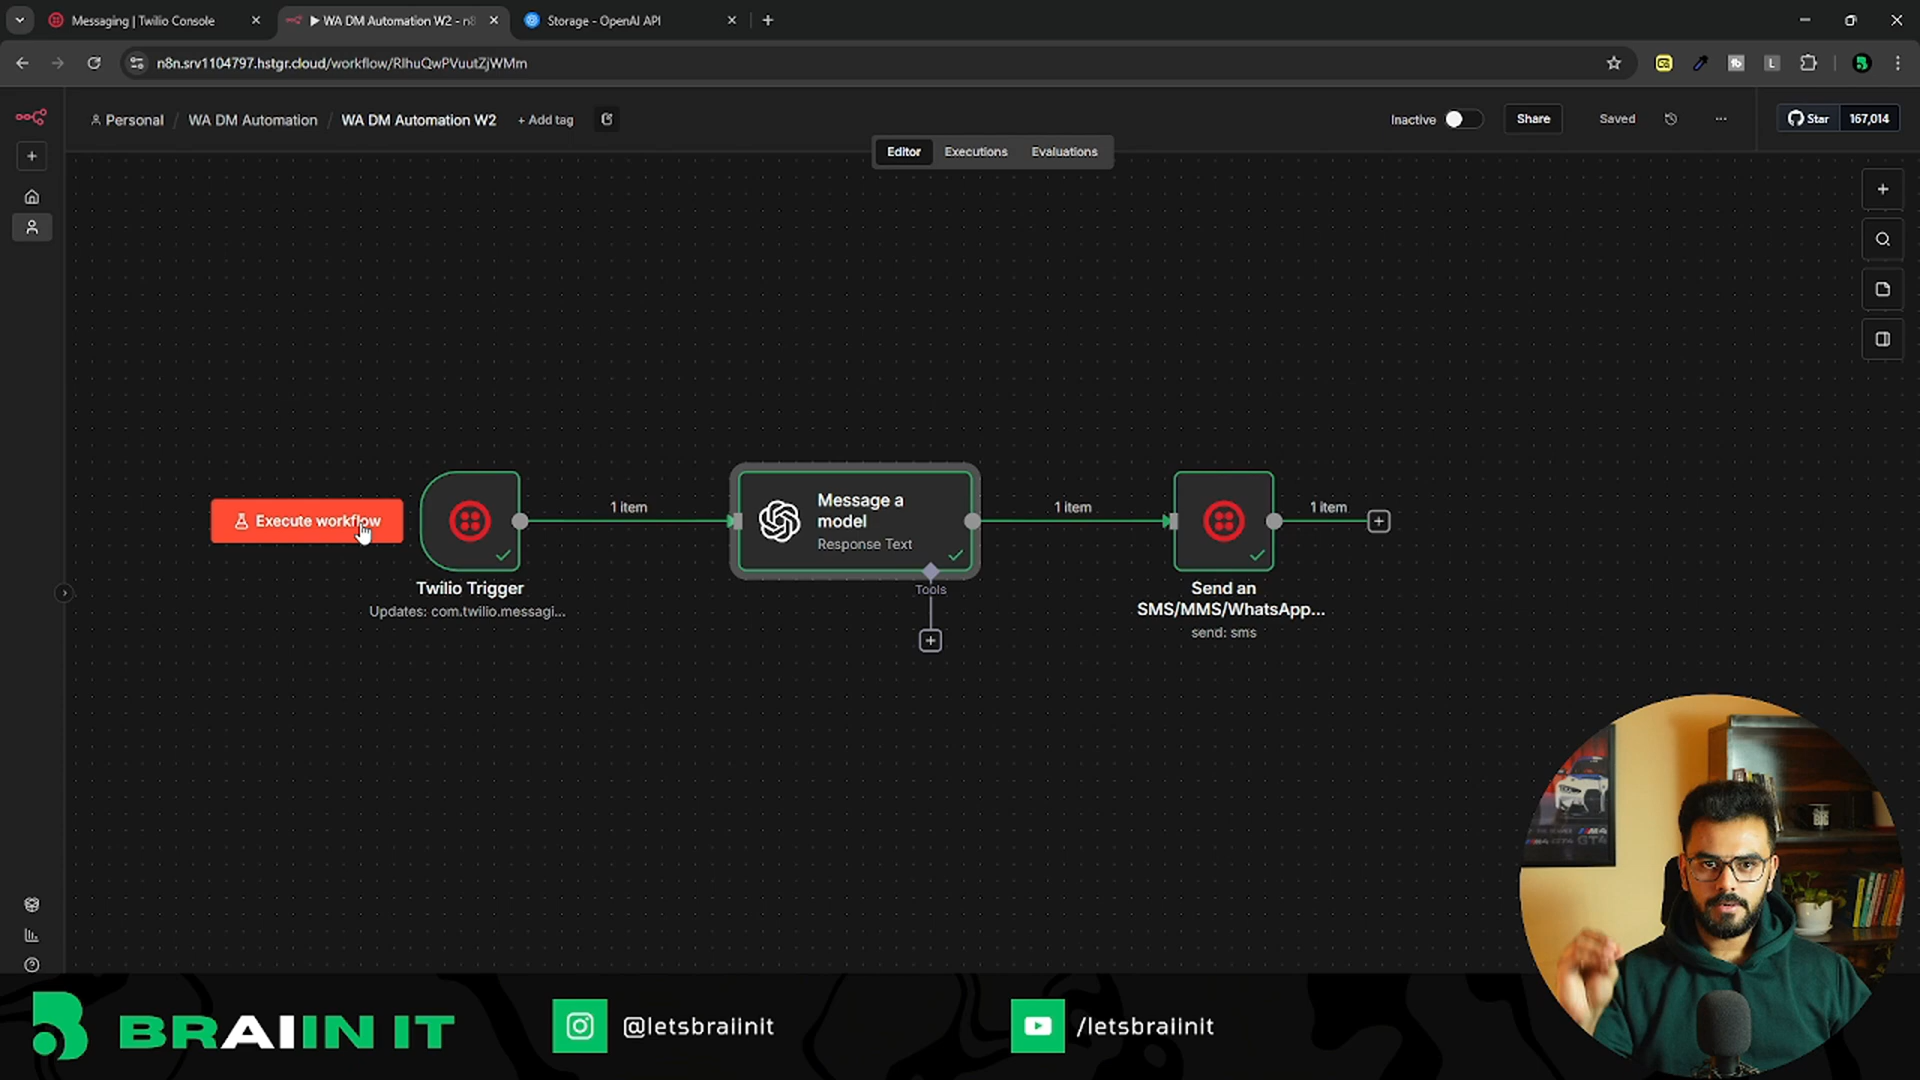 Messaging | Twilio Console
WA DM Automation W2 - n8
Storage - OpenAI API
n8n.srv1104797.hstgr.cloud/workflow/RlhuQwPVuutZjWMm
Personal / WA DM Automation / WA DM Automation W2 + Add tag
Inactive
Share
Saved
...
Star 167,014
Editor
Executions
Evaluations
Execute workflow
1 item
Message a
model
Response Text
1 item
1 item
Twilio Trigger
Updates: com.twilio.messagi...
Tools
Send an
SMS/MMS/WhatsApp...
send: sms
BRAIIN IT
@letsbraiinit
/letsbraiinit